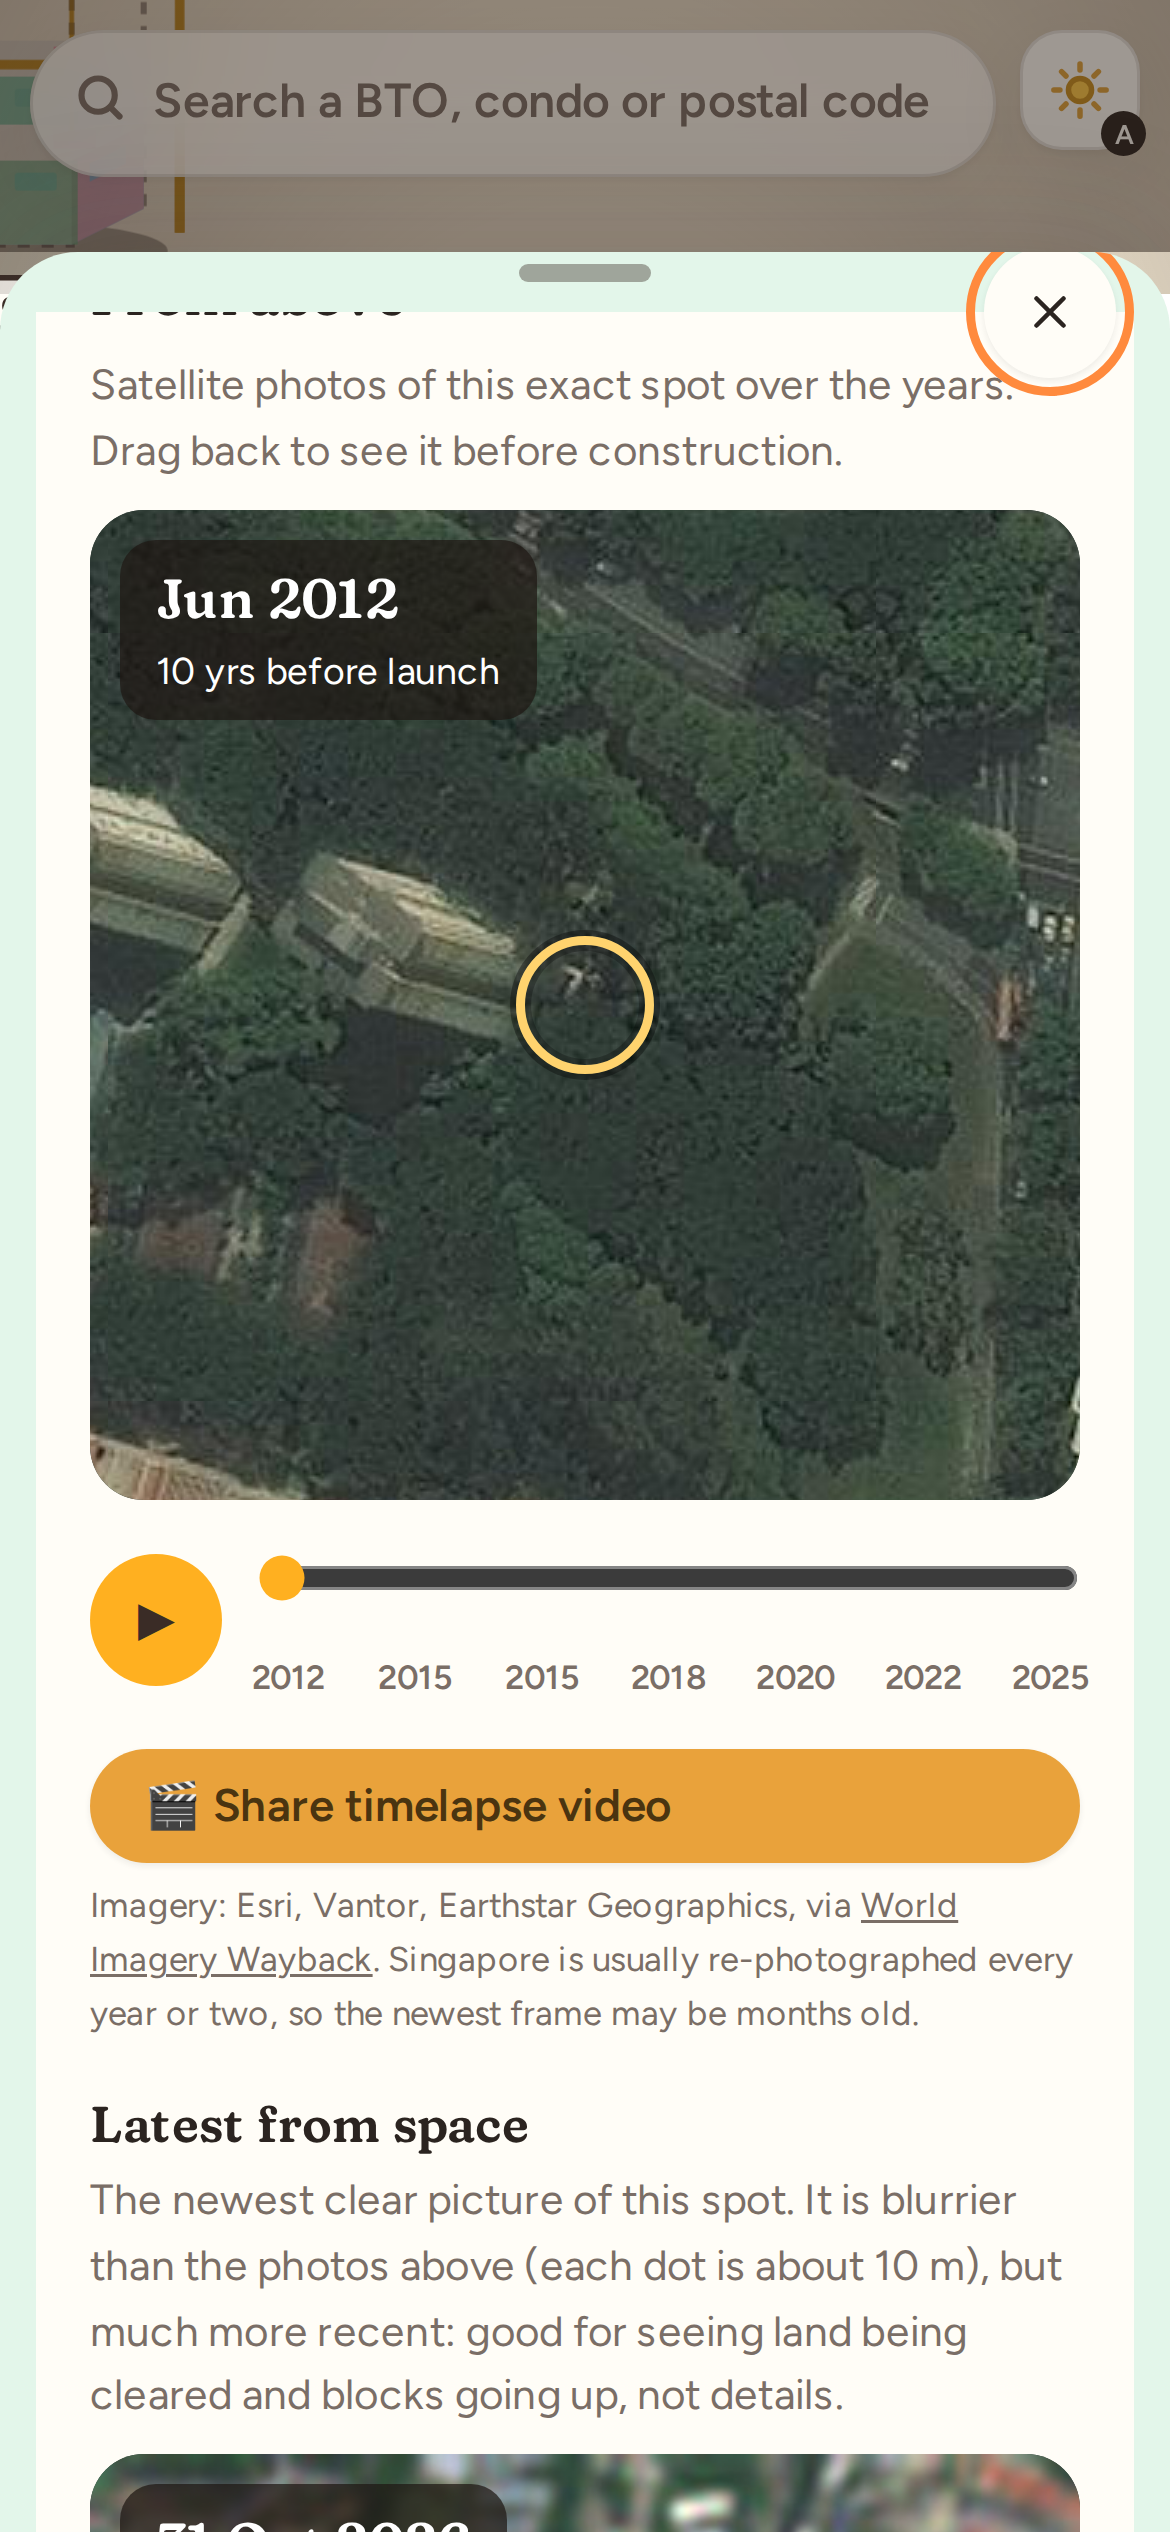 Search a BTO, condo or postal code
A
From above
Satellite photos of this exact spot over the years.
Drag back to see it before construction.
Jun 2012
10 yrs before launch
2012 2015 2015 2018 2020 2022 2025
🎬 Share timelapse video
Imagery: Esri, Vantor, Earthstar Geographics, via World
Imagery Wayback. Singapore is usually re-photographed every
year or two, so the newest frame may be months old.
Latest from space
The newest clear picture of this spot. It is blurrier
than the photos above (each dot is about 10 m), but
much more recent: good for seeing land being
cleared and blocks going up, not details.